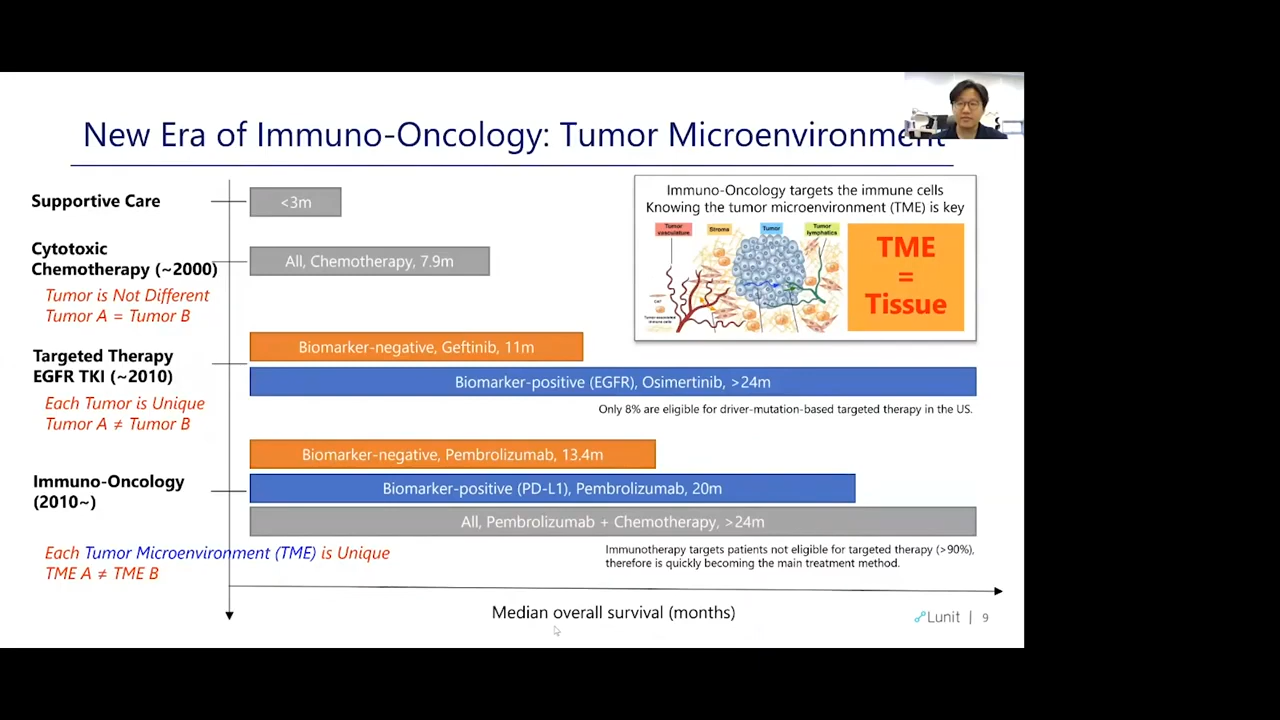 New Era of Immuno-Oncology: Tumor Microenvironment
Supportive Care
<3m
Cytotoxic
Chemotherapy (~2000)
All, Chemotherapy, 7.9m
Tumor is Not Different
Tumor A = Tumor B
Immuno-Oncology targets the immune cells
Knowing the tumor microenvironment (TME) is key
Tumor
vasculature
Stroma
Tumor
Tumor
lymphatics
CAF
TME
=
Tissue
Targeted Therapy
EGFR TKI (~2010)
Biomarker-negative, Geftinib, 11m
Biomarker-positive (EGFR), Osimertinib, >24m
Each Tumor is Unique
Tumor A ≠ Tumor B
Only 8% are eligible for driver-mutation-based targeted therapy in the US.
Immuno-Oncology
(2010~)
Biomarker-negative, Pembrolizumab, 13.4m
Biomarker-positive (PD-L1), Pembrolizumab, 20m
All, Pembrolizumab + Chemotherapy, >24m
Each Tumor Microenvironment (TME) is Unique
TME A ≠ TME B
Immunotherapy targets patients not eligible for targeted therapy (>90%),
therefore is quickly becoming the main treatment method.
Median overall survival (months)
Lunit | 9